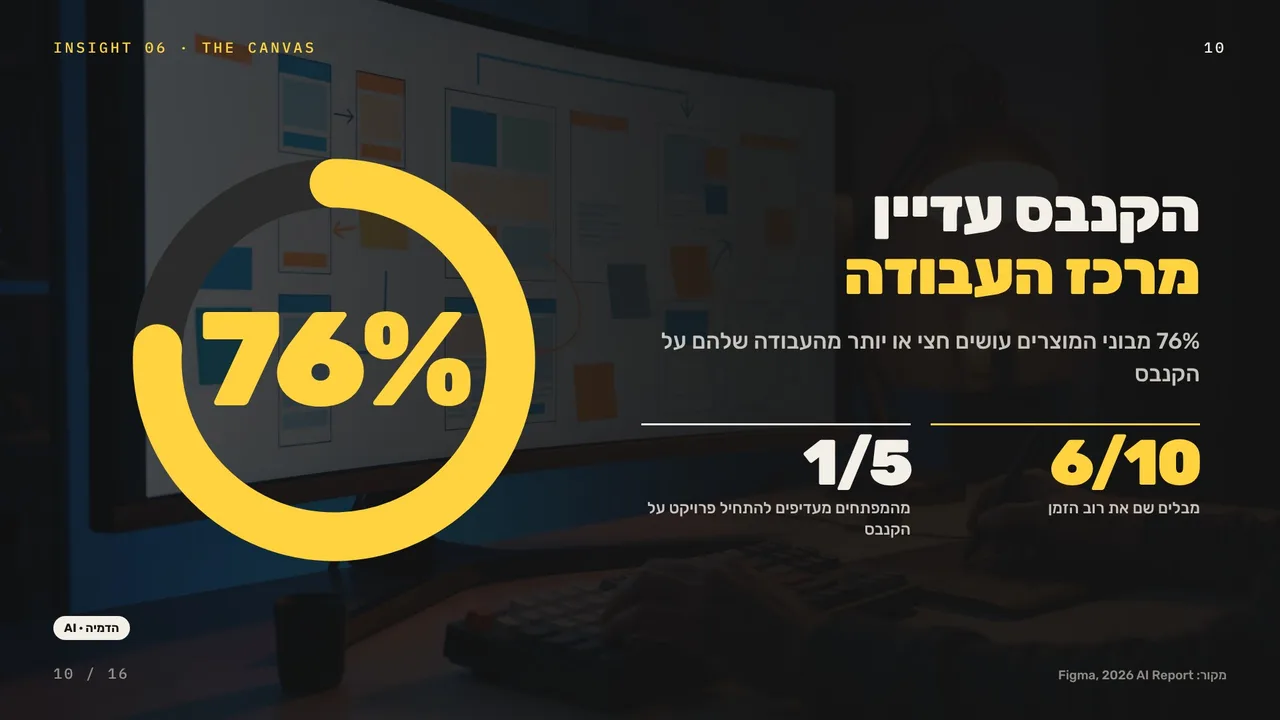 INSIGHT 06 · THE CANVAS
10
הקנבס עדיין
מרכז העבודה
76% מבוני המוצרים עושים חצי או יותר מהעבודה שלהם על
הקנבס
76%
6/10
מבלים שם את רוב הזמן
1/5
מהמפתחים מעדיפים להתחיל פרויקט על
הקנבס
הדמיה · AI
10 / 16
מקור: Figma, 2026 AI Report